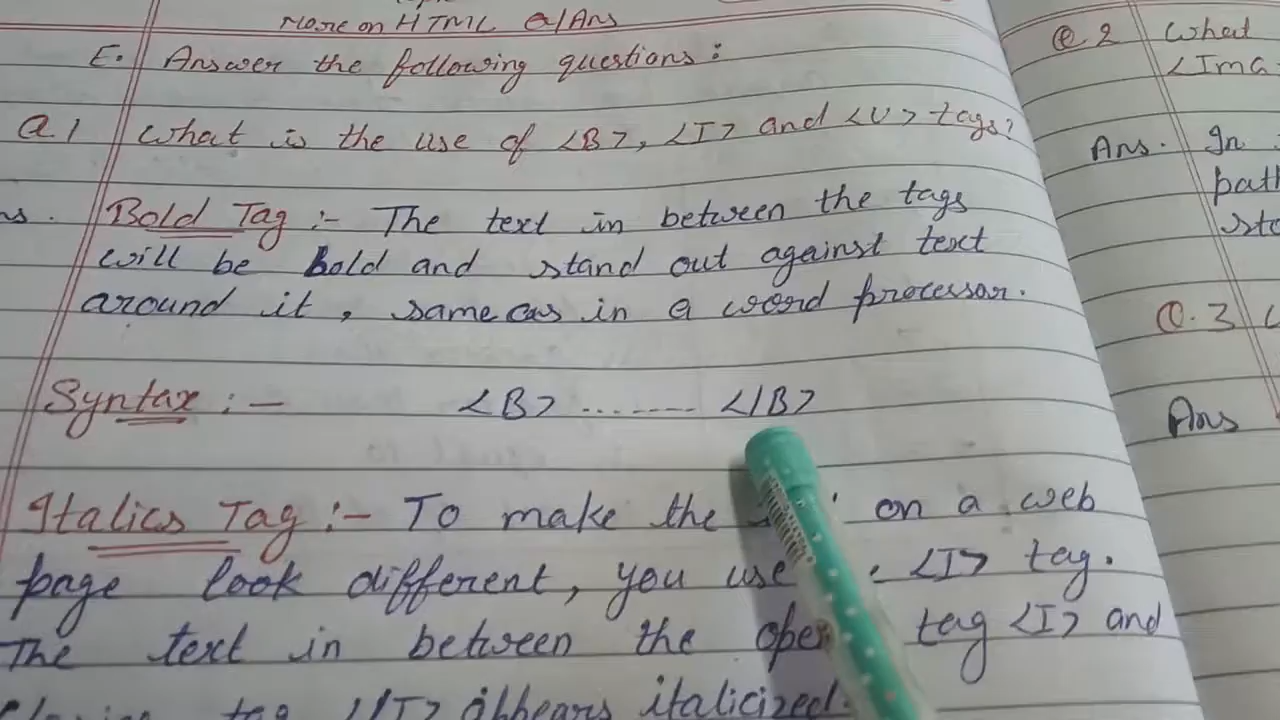 More on HTML Q/Ans
E. Answer the following questions:
Q.1 What is the use of <B>, <I> and <U> tags?
Bold Tag :- The text in between the tags
will be bold and stand out against text
around it, same as in a word processor.
Syntax :- <B> ........ </B>
Italics Tag :- To make the on a web
page look different, you use <I> tag.
The text in between the tag <I> and
tag </I> appears italicized.
Q.2 What
Ans. In
Q.3
Ans